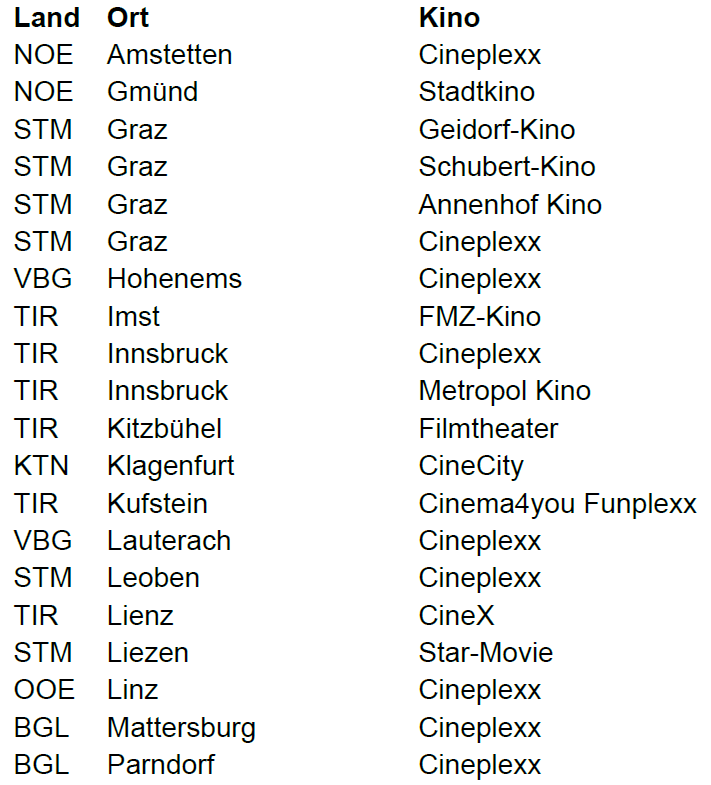 Land Ort Kino
NOE Amstetten Cineplexx
NOE Gmünd Stadtkino
STM Graz Geidorf-Kino
STM Graz Schubert-Kino
STM Graz Annenhof Kino
STM Graz Cineplexx
VBG Hohenems Cineplexx
TIR Imst FMZ-Kino
TIR Innsbruck Cineplexx
TIR Innsbruck Metropol Kino
TIR Kitzbühel Filmtheater
KTN Klagenfurt CineCity
TIR Kufstein Cinema4you Funplexx
VBG Lauterach Cineplexx
STM Leoben Cineplexx
TIR Lienz CineX
STM Liezen Star-Movie
OOE Linz Cineplexx
BGL Mattersburg Cineplexx
BGL Parndorf Cineplexx